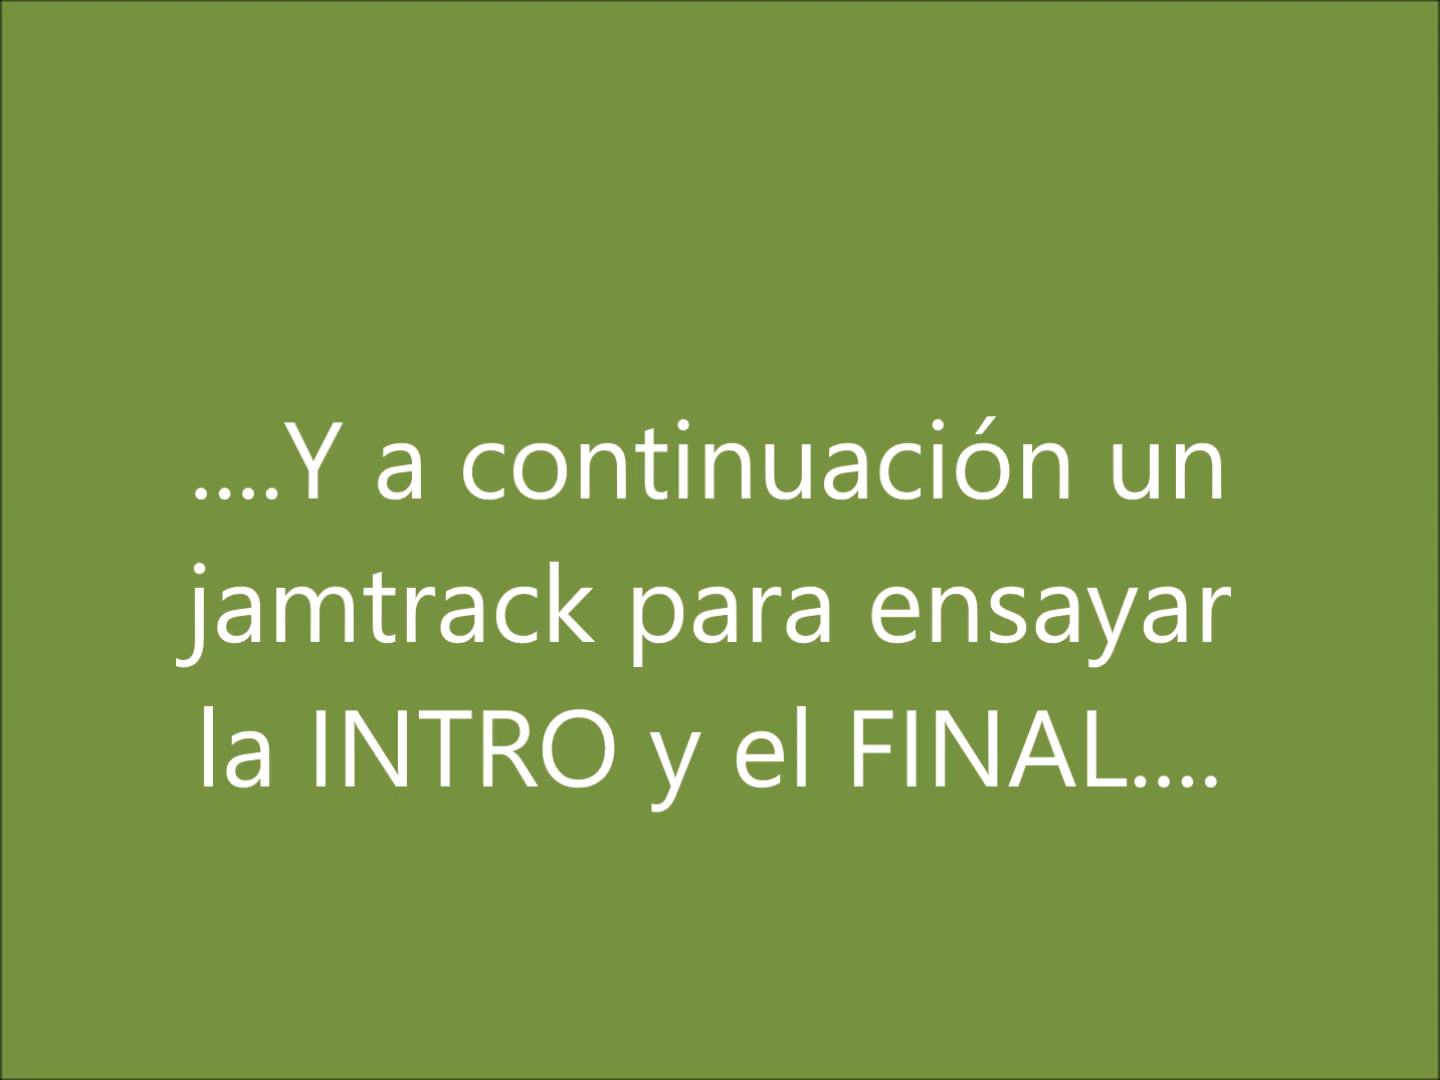 ....Y a continuación un
jamtrack para ensayar
la INTRO y el FINAL....